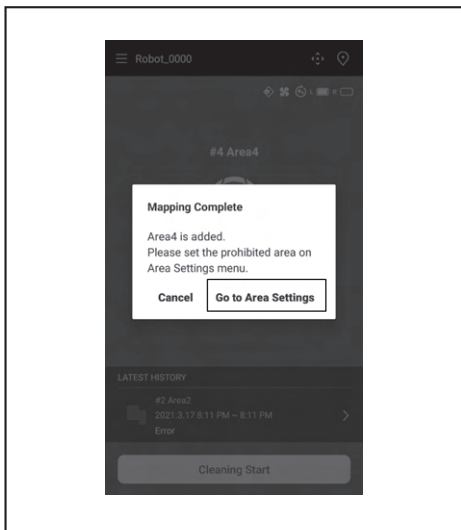 Robot_0000
L R
#4 Area4
Mapping Complete
Area4 is added.
Please set the prohibited area on
Area Settings menu.
Cancel Go to Area Settings
LATEST HISTORY
#2 Area2
2021.3.17 8:11 PM ~ 8:11 PM
Error
Cleaning Start